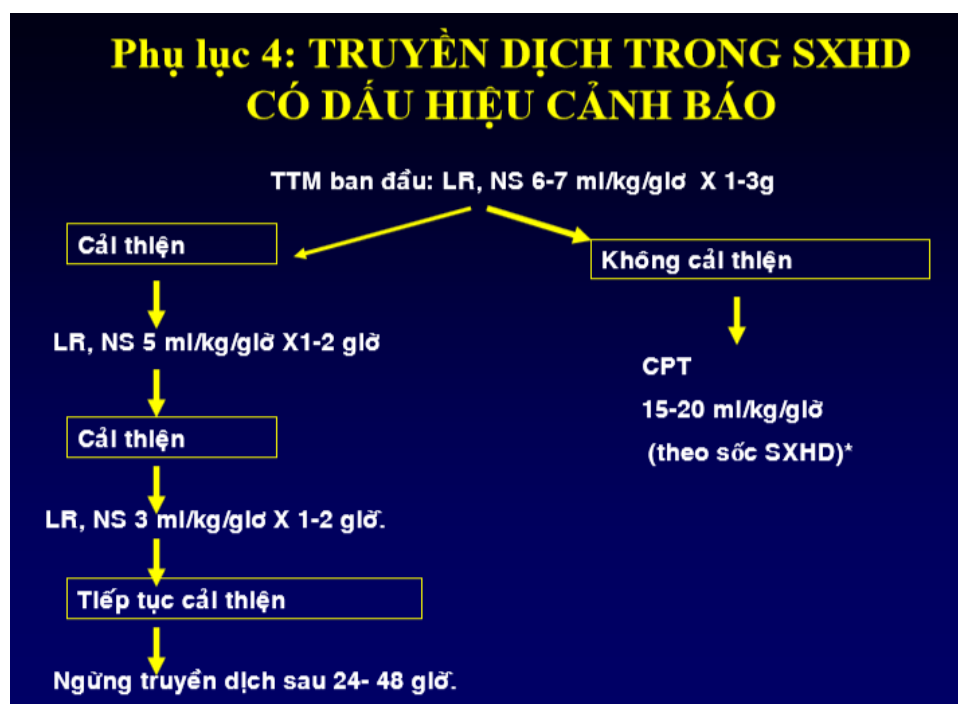 Phụ lục 4: TRUYỀN DỊCH TRONG SXHD
CÓ DẤU HIỆU CẢNH BÁO
TTM ban đầu: LR, NS 6-7 ml/kg/giơ X 1-3g
Cải thiện
Không cải thiện
LR, NS 5 ml/kg/giờ X1-2 giờ
CPT
15-20 ml/kg/giờ
(theo sốc SXHD)*
Cải thiện
LR, NS 3 ml/kg/giơ X 1-2 giờ.
Tiếp tục cải thiện
Ngừng truyền dịch sau 24- 48 giờ.